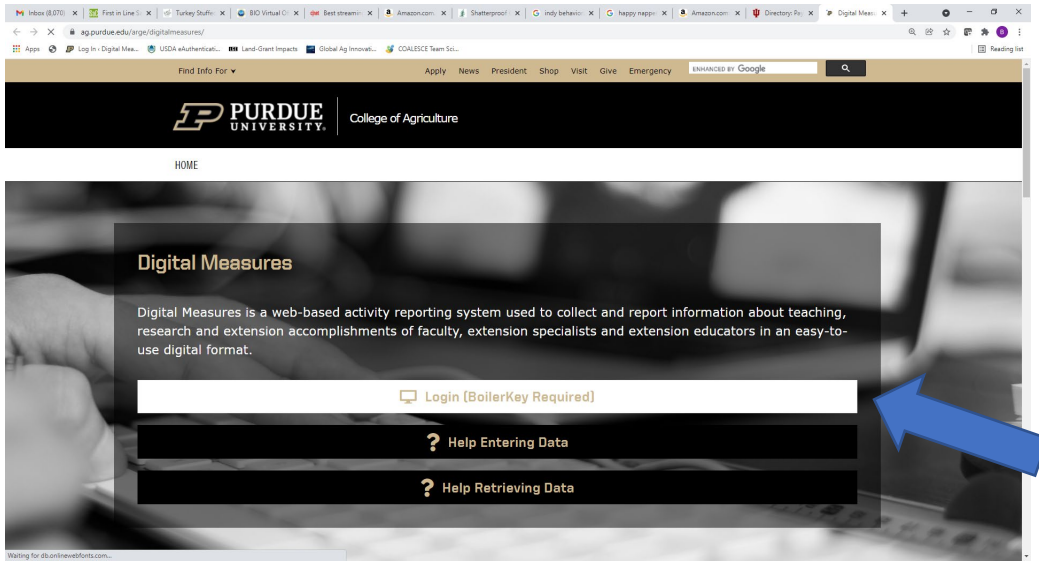 Inbox (8,070)
First in Line S
Turkey Stuffi
BIO Virtual O
Best streamin
Amazon.com
Shatterproof
indy behavior
happy napper
Amazon.com
Directory: Pa
Digital Meas
ag.purdue.edu/arge/digitalmeasures/
Apps Log In ‹ Digital Mea... USDA eAuthenticati... Land-Grant Impacts Global Ag Innovati... COALESCE Team Sci... Reading list
Find Info For Apply News President Shop Visit Give Emergency ENHANCED BY Google
PURDUE
UNIVERSITY.
College of Agriculture
HOME
Digital Measures
Digital Measures is a web-based activity reporting system used to collect and report information about teaching,
research and extension accomplishments of faculty, extension specialists and extension educators in an easy-to-
use digital format.
Login (BoilerKey Required)
? Help Entering Data
? Help Retrieving Data
Waiting for db.onlinewebfonts.com...